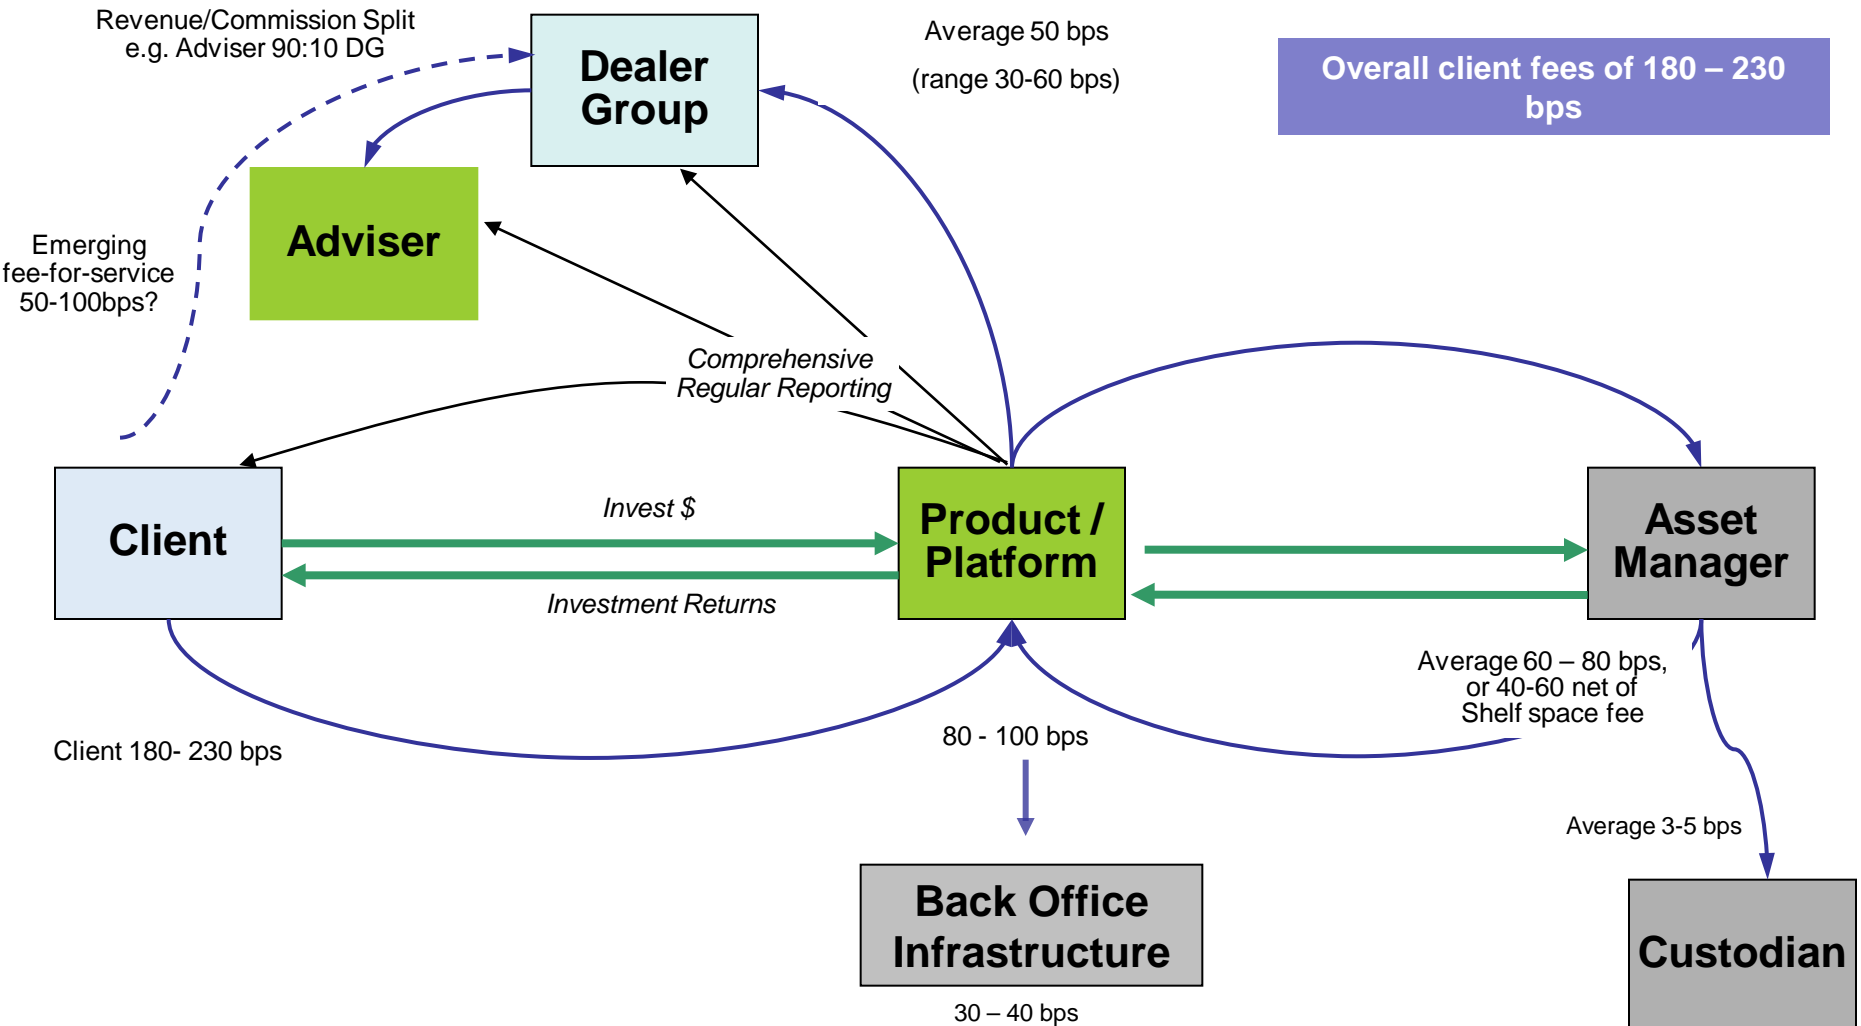 Revenue/Commission Split
e.g. Adviser 90:10 DG
Dealer
Group
Average 50 bps
(range 30-60 bps)
Overall client fees of 180 – 230
bps
Adviser
Emerging
fee-for-service
50-100bps?
Comprehensive
Regular Reporting
Client
Invest $
Investment Returns
Product /
Platform
Asset
Manager
Average 60 – 80 bps,
or 40-60 net of
Shelf space fee
Client 180- 230 bps
80 - 100 bps
Average 3-5 bps
Back Office
Infrastructure
30 – 40 bps
Custodian